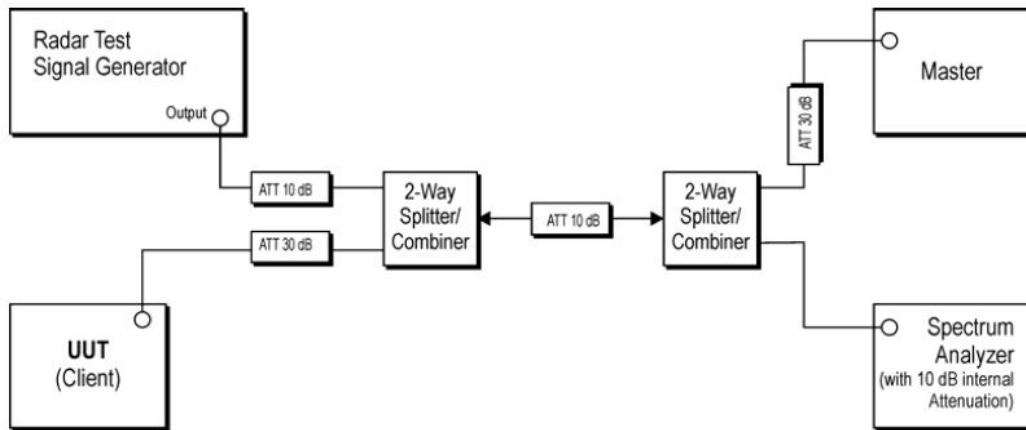 Radar Test
Signal Generator
Output
ATT 10 dB
ATT 30 dB
UUT
(Client)
2-Way
Splitter/
Combiner
ATT 10 dB
2-Way
Splitter/
Combiner
ATT 30 dB
Master
Spectrum
Analyzer
(with 10 dB internal
Attenuation)